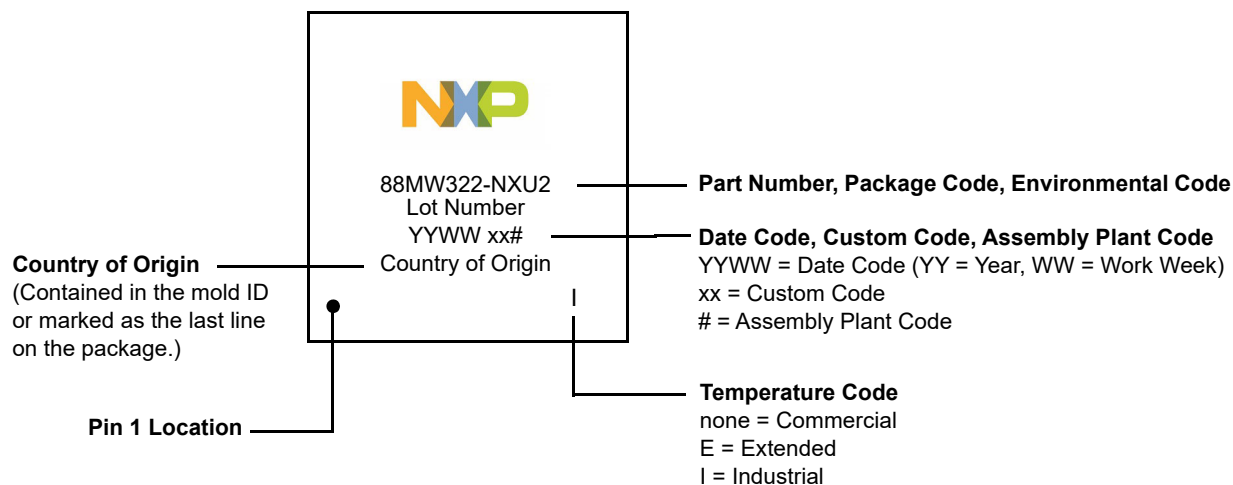 NXP
88MW322-NXU2
Lot Number
YYWW xx#
Country of Origin
I
Country of Origin
(Contained in the mold ID
or marked as the last line
on the package.)
Pin 1 Location
Part Number, Package Code, Environmental Code
Date Code, Custom Code, Assembly Plant Code
YYWW = Date Code (YY = Year, WW = Work Week)
xx = Custom Code
# = Assembly Plant Code
Temperature Code
none = Commercial
E = Extended
I = Industrial